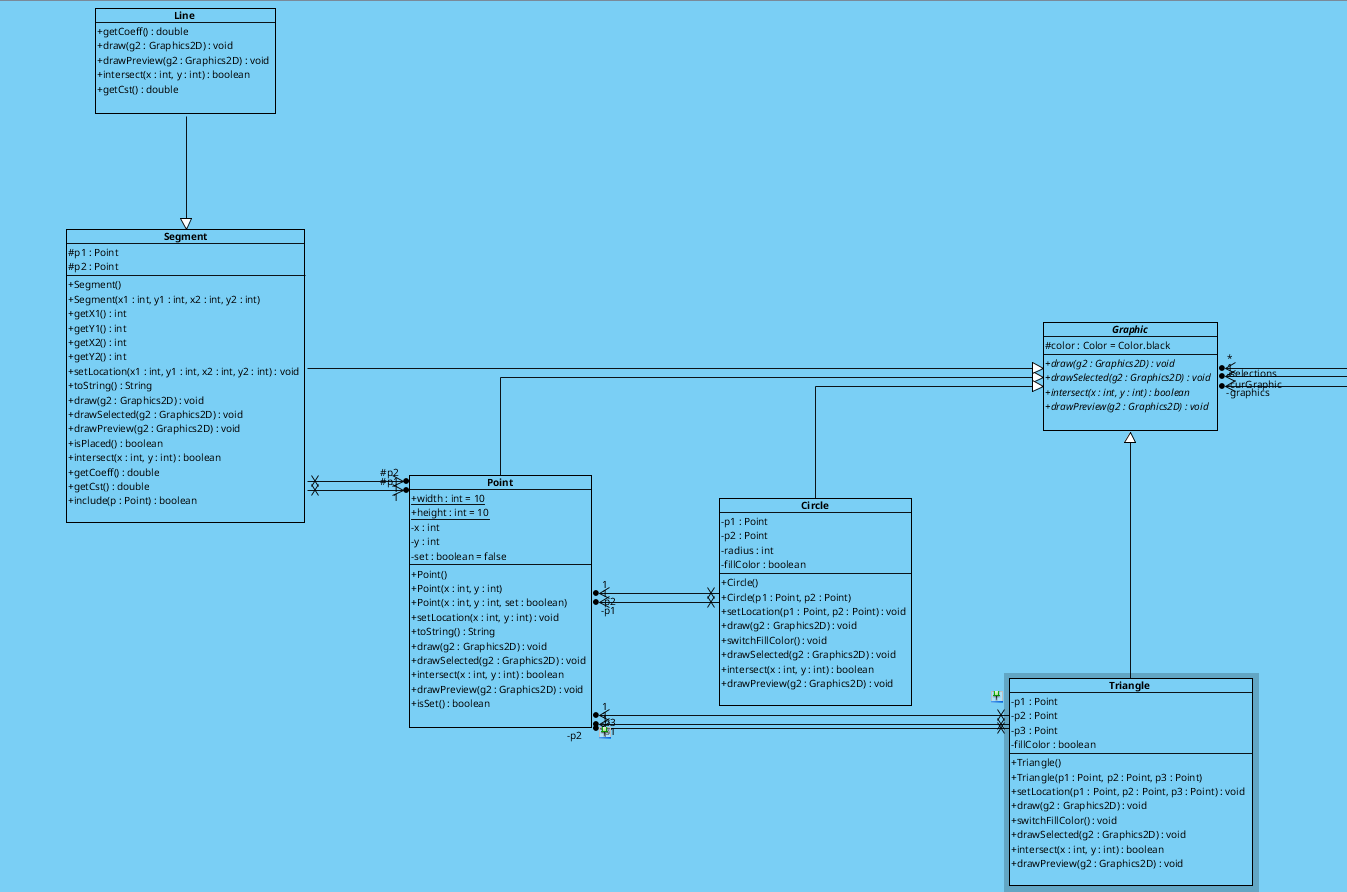 Line
+getCoeff() : double
+draw(g2 : Graphics2D) : void
+drawPreview(g2 : Graphics2D) : void
+intersect(x : int, y : int) : boolean
+getCst() : double
Segment
#p1 : Point
#p2 : Point
+Segment()
+Segment(x1 : int, y1 : int, x2 : int, y2 : int)
+getX1() : int
+getY1() : int
+getX2() : int
+getY2() : int
+setLocation(x1 : int, y1 : int, x2 : int, y2 : int) : void
+toString() : String
+draw(g2 : Graphics2D) : void
+drawSelected(g2 : Graphics2D) : void
+drawPreview(g2 : Graphics2D) : void
+isPlaced() : boolean
+intersect(x : int, y : int) : boolean
+getCoeff() : double
+getCst() : double
+include(p : Point) : boolean
Graphic
#color : Color = Color.black
+draw(g2 : Graphics2D) : void
+drawSelected(g2 : Graphics2D) : void
+intersect(x : int, y : int) : boolean
+drawPreview(g2 : Graphics2D) : void
*
-graphics
#p2
1
Point
+width : int = 10
+height : int = 10
-x : int
-y : int
-set : boolean = false
+Point()
+Point(x : int, y : int)
+Point(x : int, y : int, set : boolean)
+setLocation(x : int, y : int) : void
+toString() : String
+draw(g2 : Graphics2D) : void
+drawSelected(g2 : Graphics2D) : void
+intersect(x : int, y : int) : boolean
+drawPreview(g2 : Graphics2D) : void
+isSet() : boolean
1
-p1
Circle
-p1 : Point
-p2 : Point
-radius : int
-fillColor : boolean
+Circle()
+Circle(p1 : Point, p2 : Point)
+setLocation(p1 : Point, p2 : Point) : void
+draw(g2 : Graphics2D) : void
+switchFillColor() : void
+drawSelected(g2 : Graphics2D) : void
+intersect(x : int, y : int) : boolean
+drawPreview(g2 : Graphics2D) : void
1
-p2
Triangle
-p1 : Point
-p2 : Point
-p3 : Point
-fillColor : boolean
+Triangle()
+Triangle(p1 : Point, p2 : Point, p3 : Point)
+setLocation(p1 : Point, p2 : Point, p3 : Point) : void
+draw(g2 : Graphics2D) : void
+switchFillColor() : void
+drawSelected(g2 : Graphics2D) : void
+intersect(x : int, y : int) : boolean
+drawPreview(g2 : Graphics2D) : void